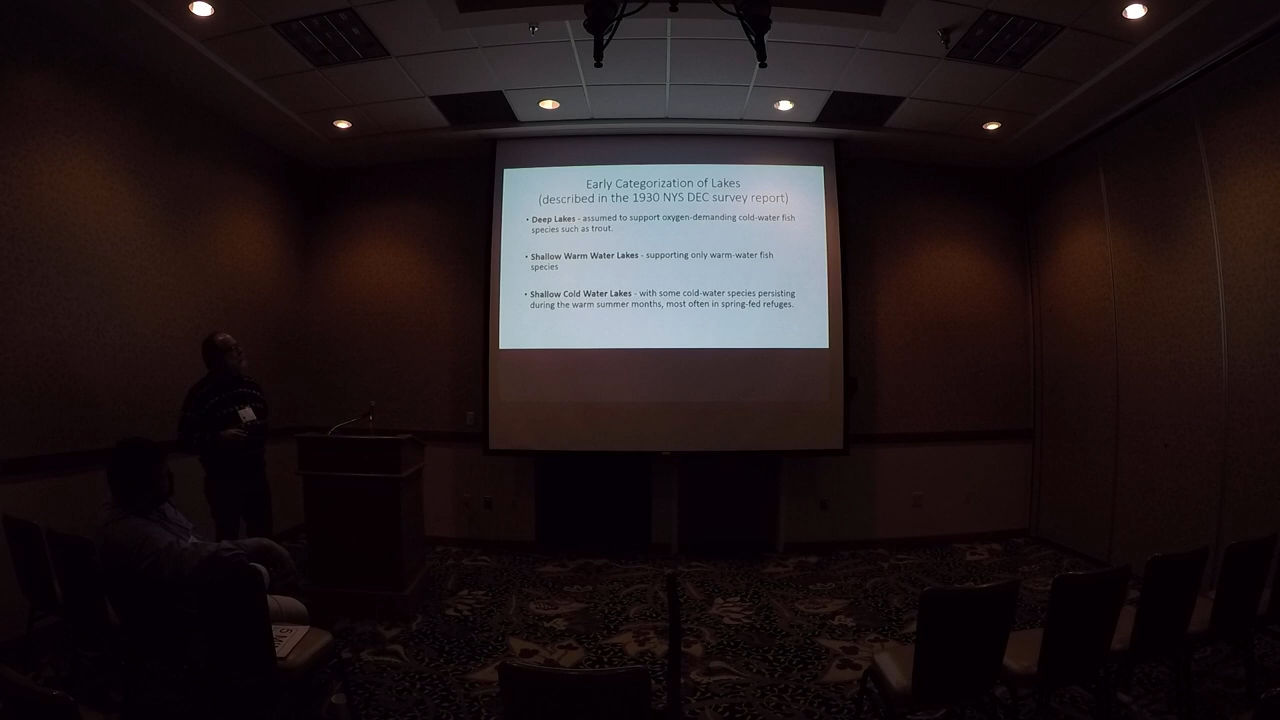 Early Categorization of Lakes
(described in the 1930 NYS DEC survey report)
• Deep Lakes - assumed to support oxygen-demanding cold-water fish
species such as trout.
• Shallow Warm Water Lakes - supporting only warm-water fish
species
• Shallow Cold Water Lakes - with some cold-water species persisting
during the warm summer months, most often in spring-fed refuges.